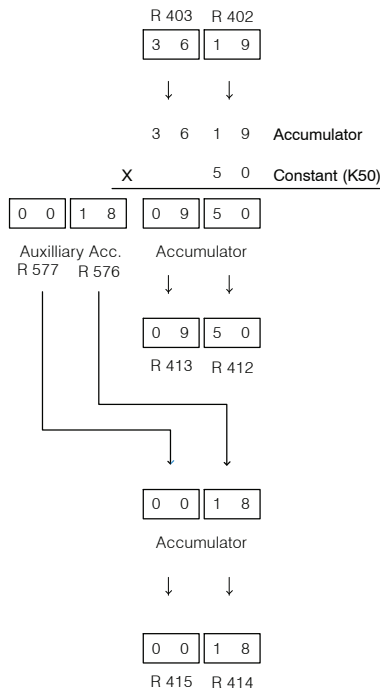 R 403 R 402
3 6 1 9
3 6 1 9 Accumulator
X 5 0 Constant (K50)
0 0 1 8 0 9 5 0
Auxilliary Acc. Accumulator
R 577 R 576
0 9 5 0
R 413 R 412
0 0 1 8
Accumulator
0 0 1 8
R 415 R 414